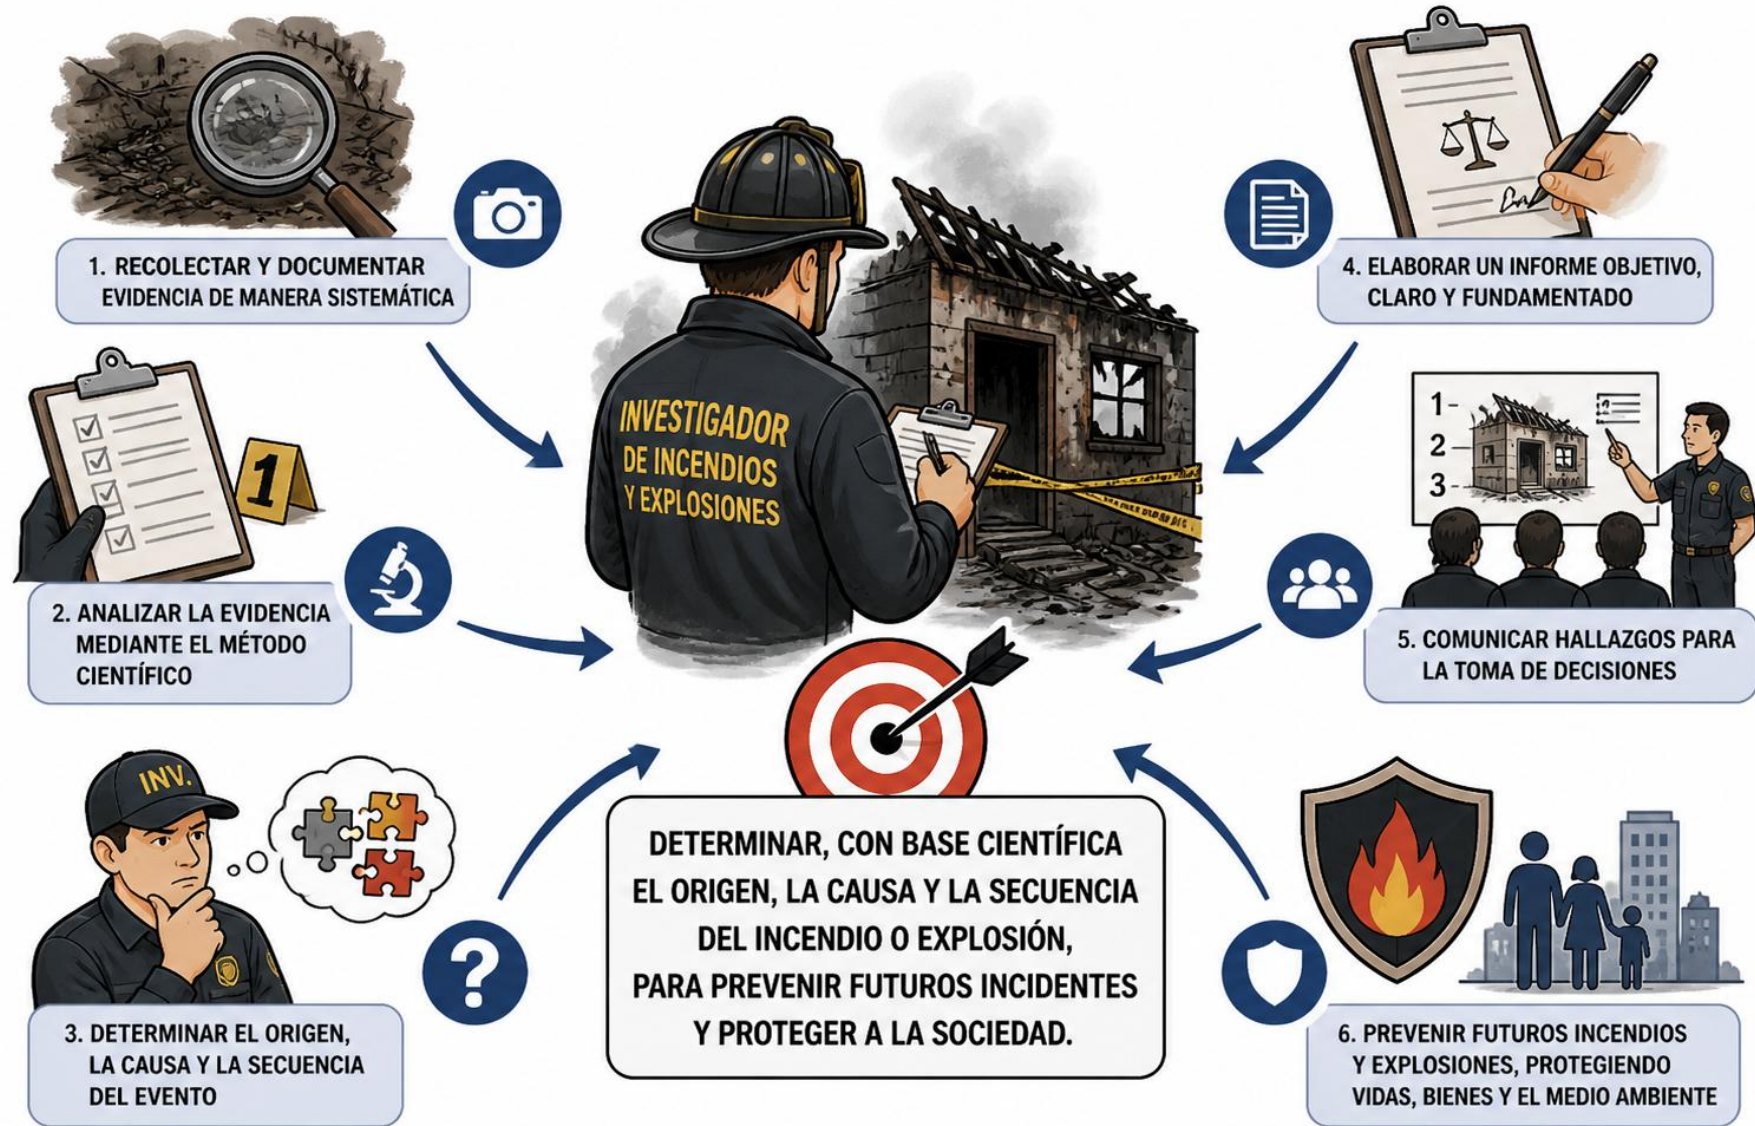 1. RECOLECTAR Y DOCUMENTAR
EVIDENCIA DE MANERA SISTEMÁTICA
1
2. ANALIZAR LA EVIDENCIA
MEDIANTE EL MÉTODO
CIENTÍFICO
INV.
3. DETERMINAR EL ORIGEN,
LA CAUSA Y LA SECUENCIA
DEL EVENTO
?
INVESTIGADOR
DE INCENDIOS
Y EXPLOSIONES
DETERMINAR, CON BASE CIENTÍFICA
EL ORIGEN, LA CAUSA Y LA SECUENCIA
DEL INCENDIO O EXPLOSIÓN,
PARA PREVENIR FUTUROS INCIDENTES
Y PROTEGER A LA SOCIEDAD.
4. ELABORAR UN INFORME OBJETIVO,
CLARO Y FUNDAMENTADO
1-
2-
3-
5. COMUNICAR HALLAZGOS PARA
LA TOMA DE DECISIONES
6. PREVENIR FUTUROS INCENDIOS
Y EXPLOSIONES, PROTEGIENDO
VIDAS, BIENES Y EL MEDIO AMBIENTE